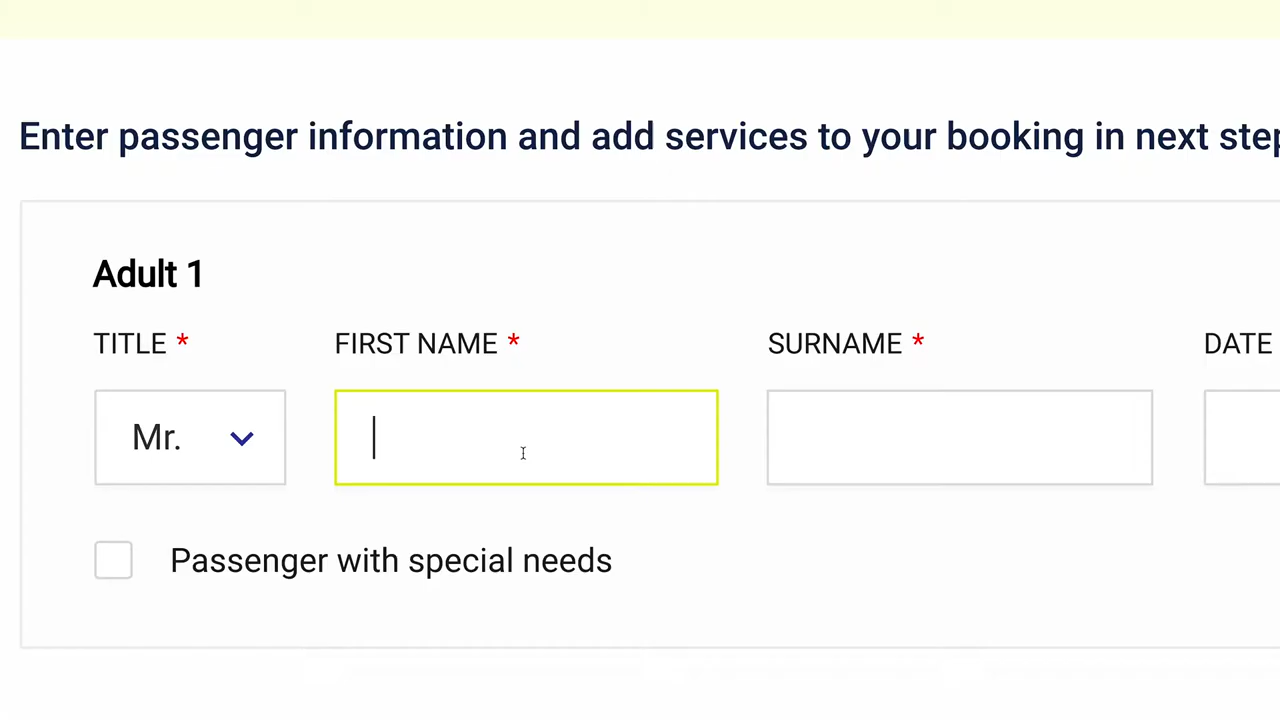 Enter passenger information and add services to your booking in next step
Adult 1
TITLE * FIRST NAME * SURNAME * DATE
Mr.
Passenger with special needs